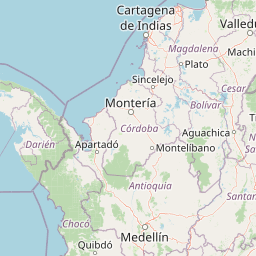 Cartagena
de Indias
Valledu
Magdalena
Machi
Plato
Sincelejo
Cesar
Montería
Bolívar
Córdoba
Aguachica
Darién
Apartadó
Montelíbano
Antioquia
Chocó
Medellín
Quibdó